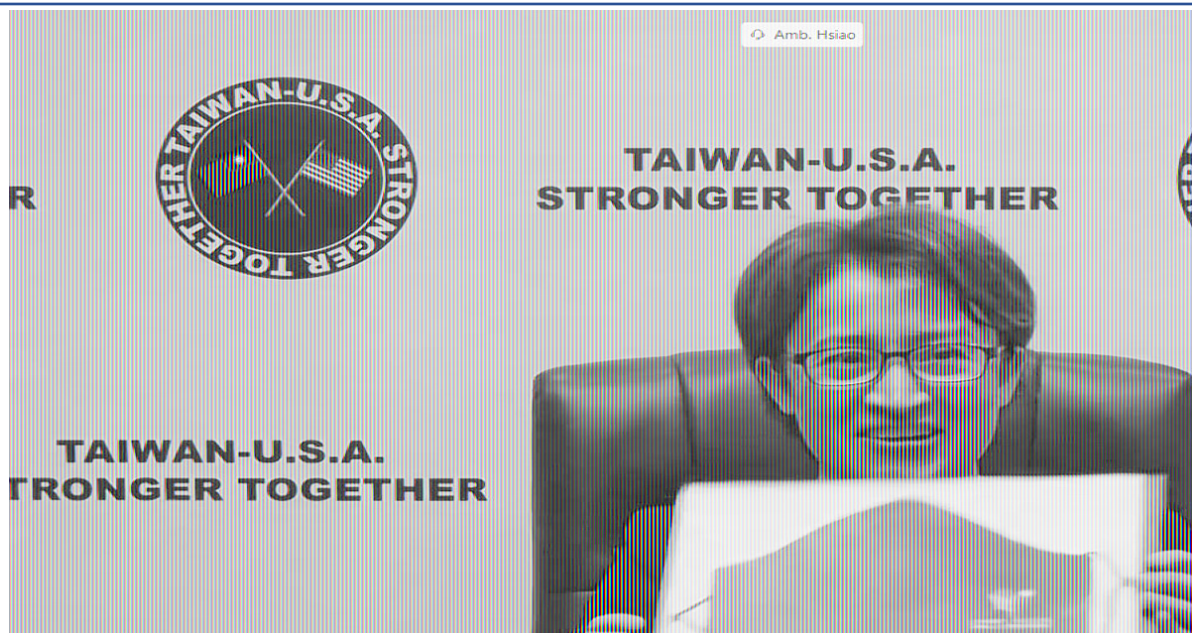 Amb. Hsiao
TAIWAN-U.S.A. STRONGER TOGETHER
TAIWAN-U.S.A.
STRONGER TOGETHER
R
TAIWAN-U.S.A.
TRONGER TOGETHER